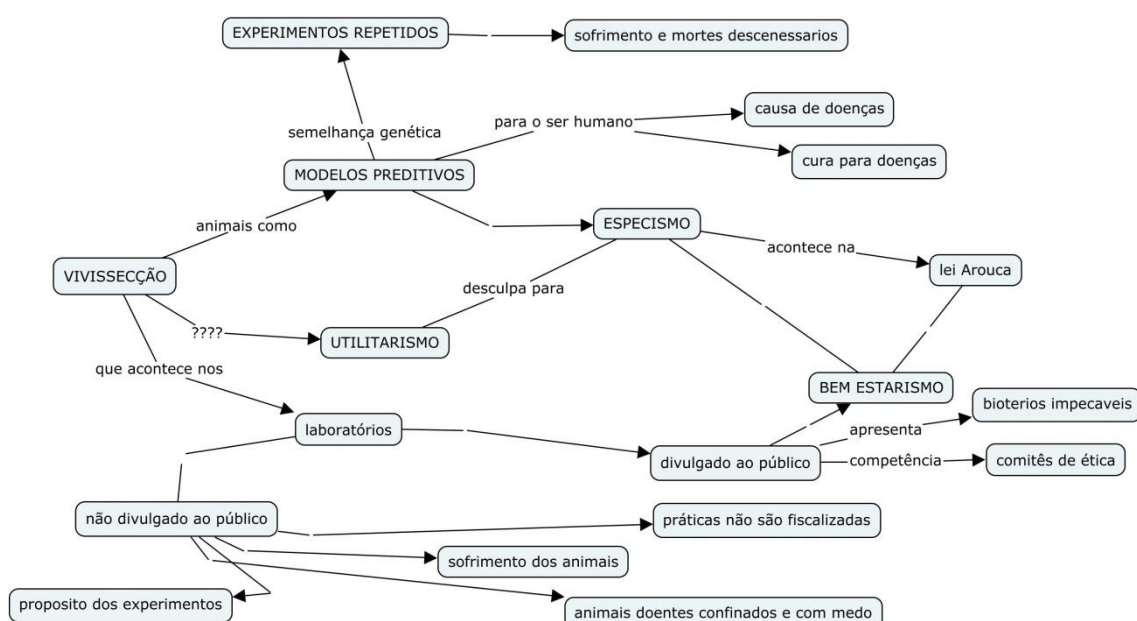 EXPERIMENTOS REPETIDOS
sofrimento e mortes descenessarios
causa de doenças
para o ser humano
semelhança genética
cura para doenças
MODELOS PREDITIVOS
animais como
ESPECISMO
acontece na
lei Arouca
VIVISSECÇÃO
desculpa para
????
UTILITARISMO
que acontece nos
BEM ESTARISMO
bioterios impecaveis
laboratórios
apresenta
divulgado ao público
competência
comitês de ética
não divulgado ao público
práticas não são fiscalizadas
sofrimento dos animais
proposito dos experimentos
animais doentes confinados e com medo